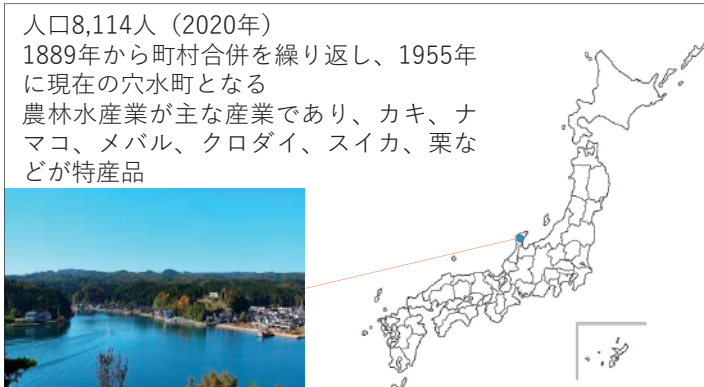 人口8,114人（2020年）
1889年から町村合併を繰り返し、1955年
に現在の穴水町となる
農林水産業が主な産業であり、カキ、ナ
マコ、メバル、クロダイ、スイカ、栗な
どが特産品